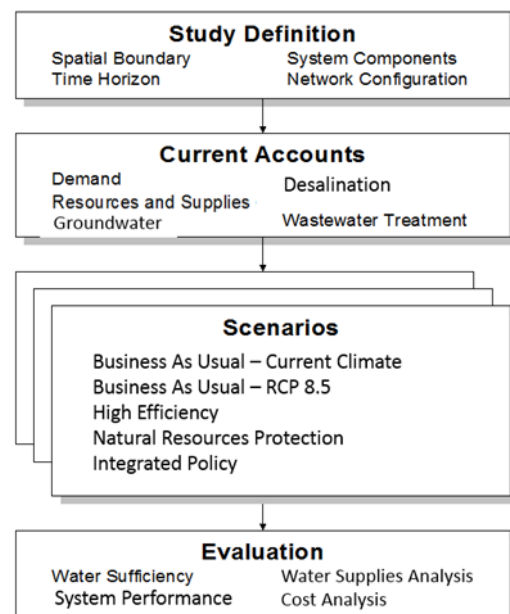 Study Definition
Spatial Boundary
System Components
Time Horizon
Network Configuration
Current Accounts
Demand
Desalination
Resources and Supplies
Groundwater
Wastewater Treatment
Scenarios
Business As Usual – Current Climate
Business As Usual – RCP 8.5
High Efficiency
Natural Resources Protection
Integrated Policy
Evaluation
Water Sufficiency
Water Supplies Analysis
System Performance
Cost Analysis